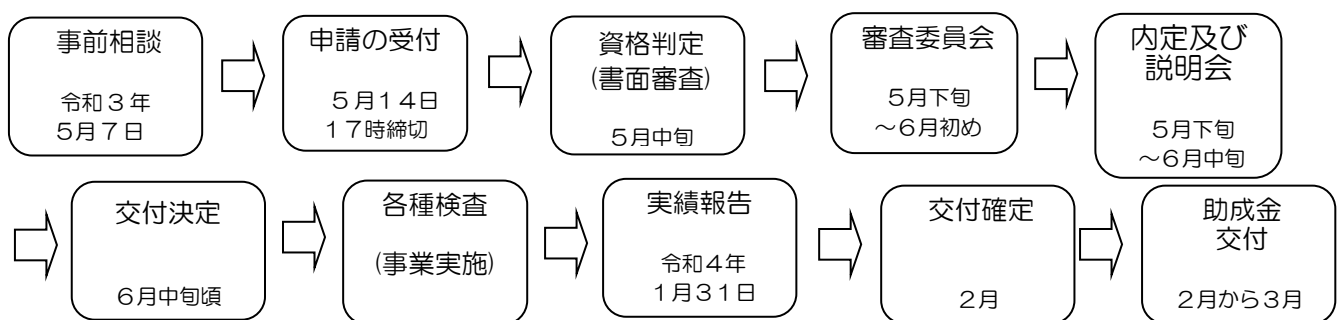 事前相談
令和３年
５月７日
申請の受付
５月１４日
１７時締切
資格判定
(書面審査)
５月中旬
審査委員会
５月下旬
～６月初め
内定及び
説明会
５月下旬
～６月中旬
交付決定
６月中旬頃
各種検査
(事業実施)
実績報告
令和４年
１月３１日
交付確定
２月
助成金
交付
２月から３月